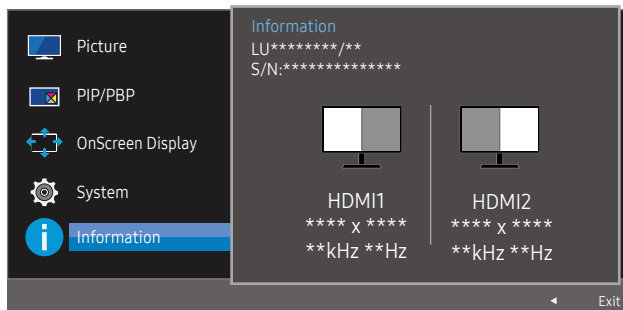 Picture
PIP/PBP
OnScreen Display
System
Information
Information
LU********/**
S/N:**************
HDMI1
**** x ****
**kHz **Hz
HDMI2
**** x ****
**kHz **Hz
Exit